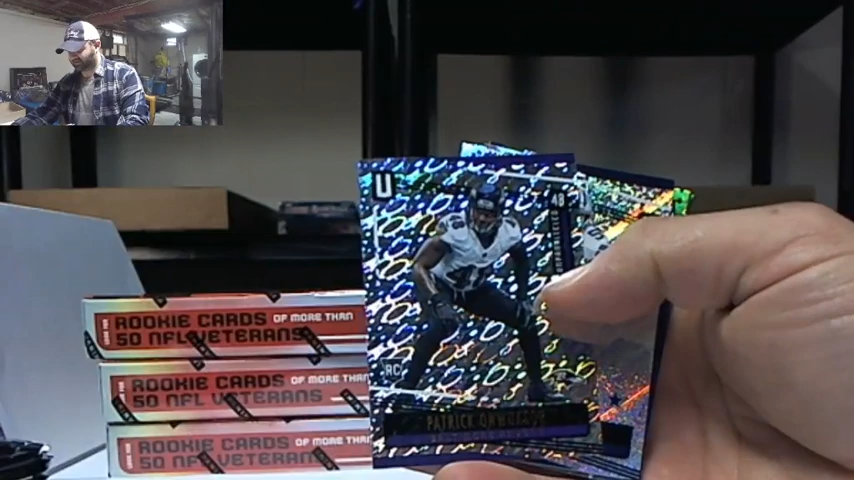 U
48
RC
PATRICK ONWUASOR
ROOKIE CARDS OF MORE THAN
50 NFL VETERANS
ROOKIE CARDS OF MORE THAN
50 NFL VETERANS
ROOKIE CARDS OF MORE THAN
50 NFL VETERANS